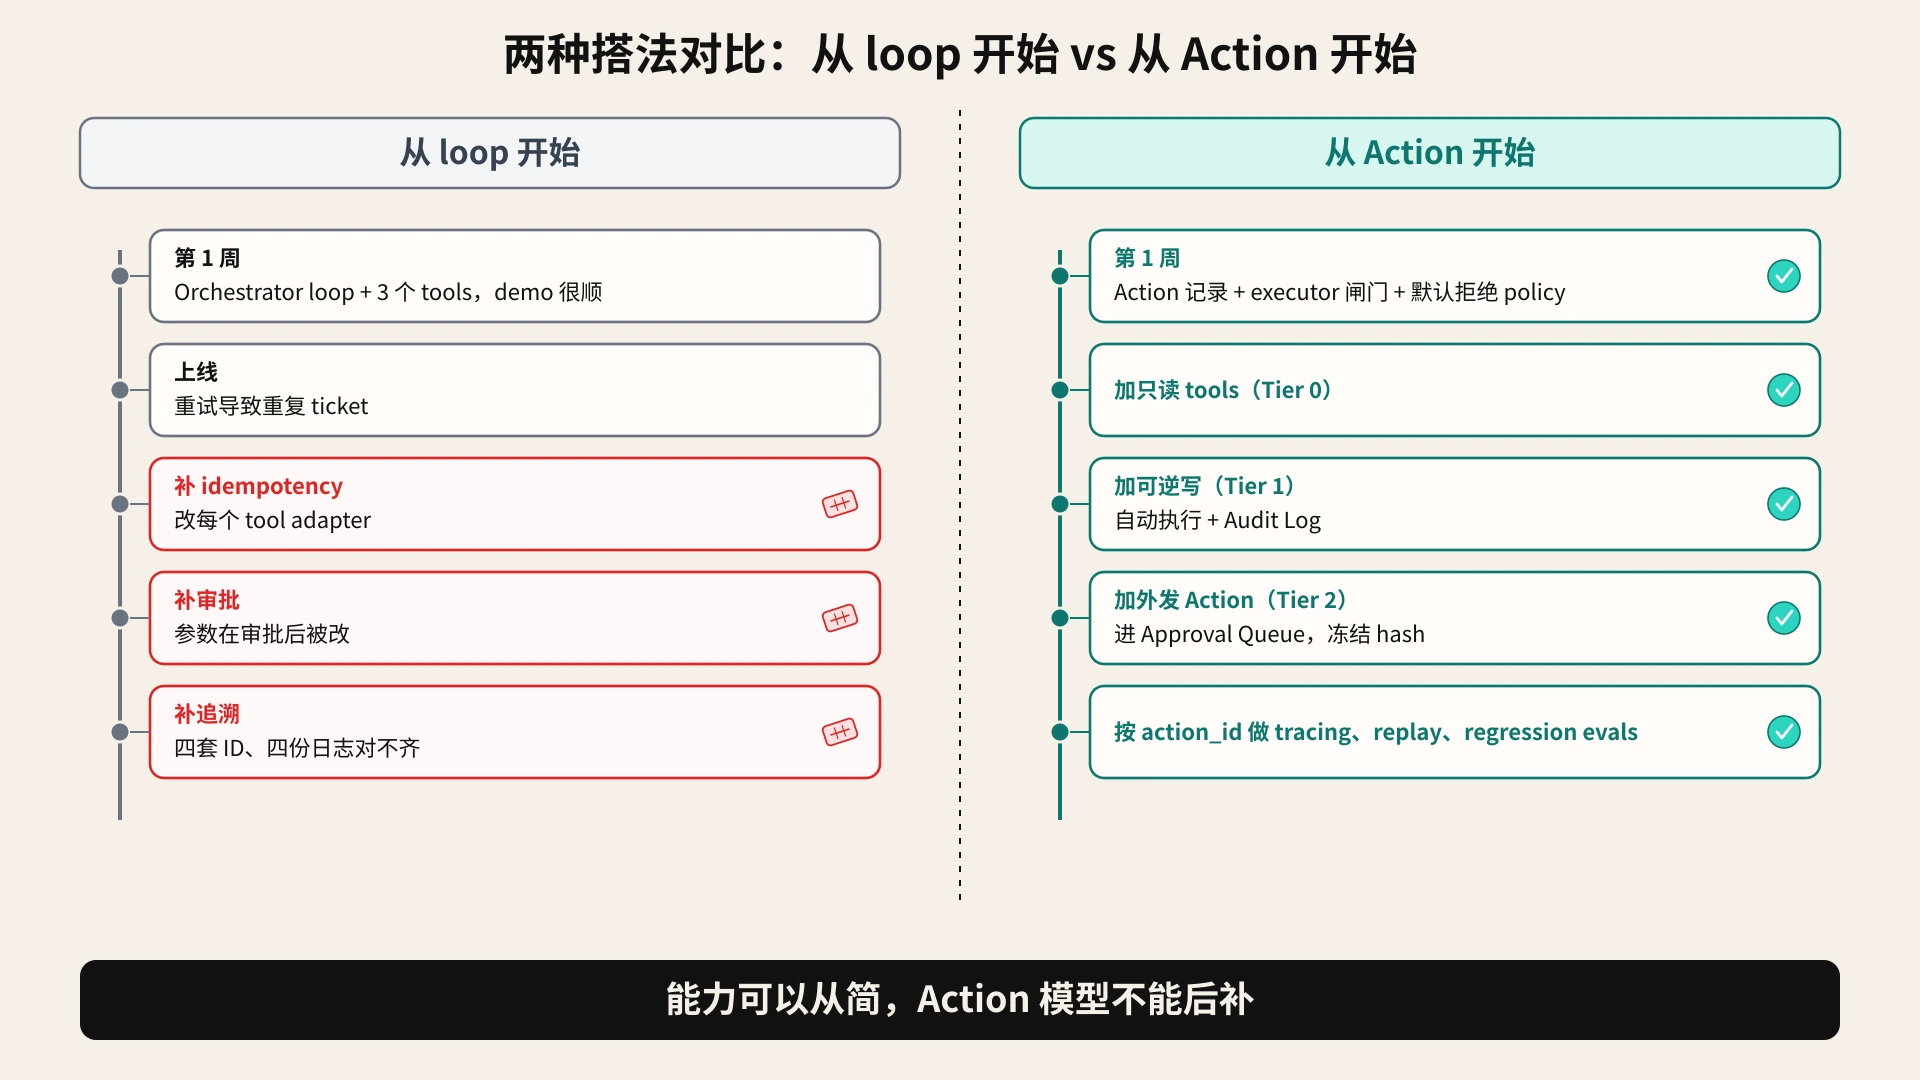 两种搭法对比：从 loop 开始 vs 从 Action 开始
从 loop 开始
第 1 周
Orchestrator loop + 3 个 tools，demo 很顺
上线
重试导致重复 ticket
补 idempotency
改每个 tool adapter
补审批
参数在审批后被改
补追溯
四套 ID、四份日志对不齐
从 Action 开始
第 1 周
Action 记录 + executor 闸门 + 默认拒绝 policy
加只读 tools（Tier 0）
加可逆写（Tier 1）
自动执行 + Audit Log
加外发 Action（Tier 2）
进 Approval Queue，冻结 hash
按 action_id 做 tracing、replay、regression evals
能力可以从简，Action 模型不能后补